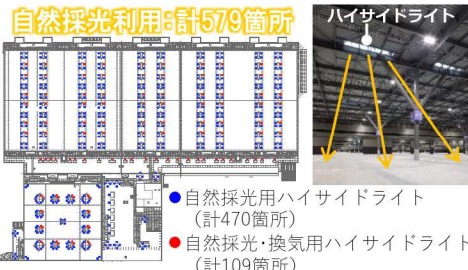 自然採光利用:計579箇所
ハイサイドライト
●自然採光用ハイサイドライト
(計470箇所)
●自然採光・換気用ハイサイドライト
(計109箇所)